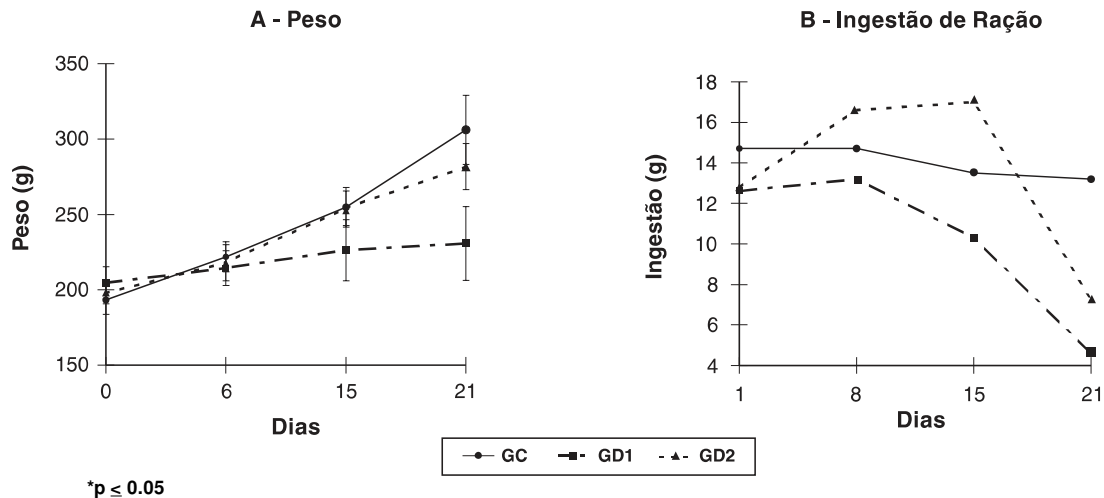 A - Peso
350
300
250
200
150
Peso (g)
0 6 15 21
Dias
B - Ingestão de Ração
18
16
14
12
10
8
6
4
Ingestão (g)
1 8 15 21
Dias
GC GD1 GD2
*p ≤ 0.05